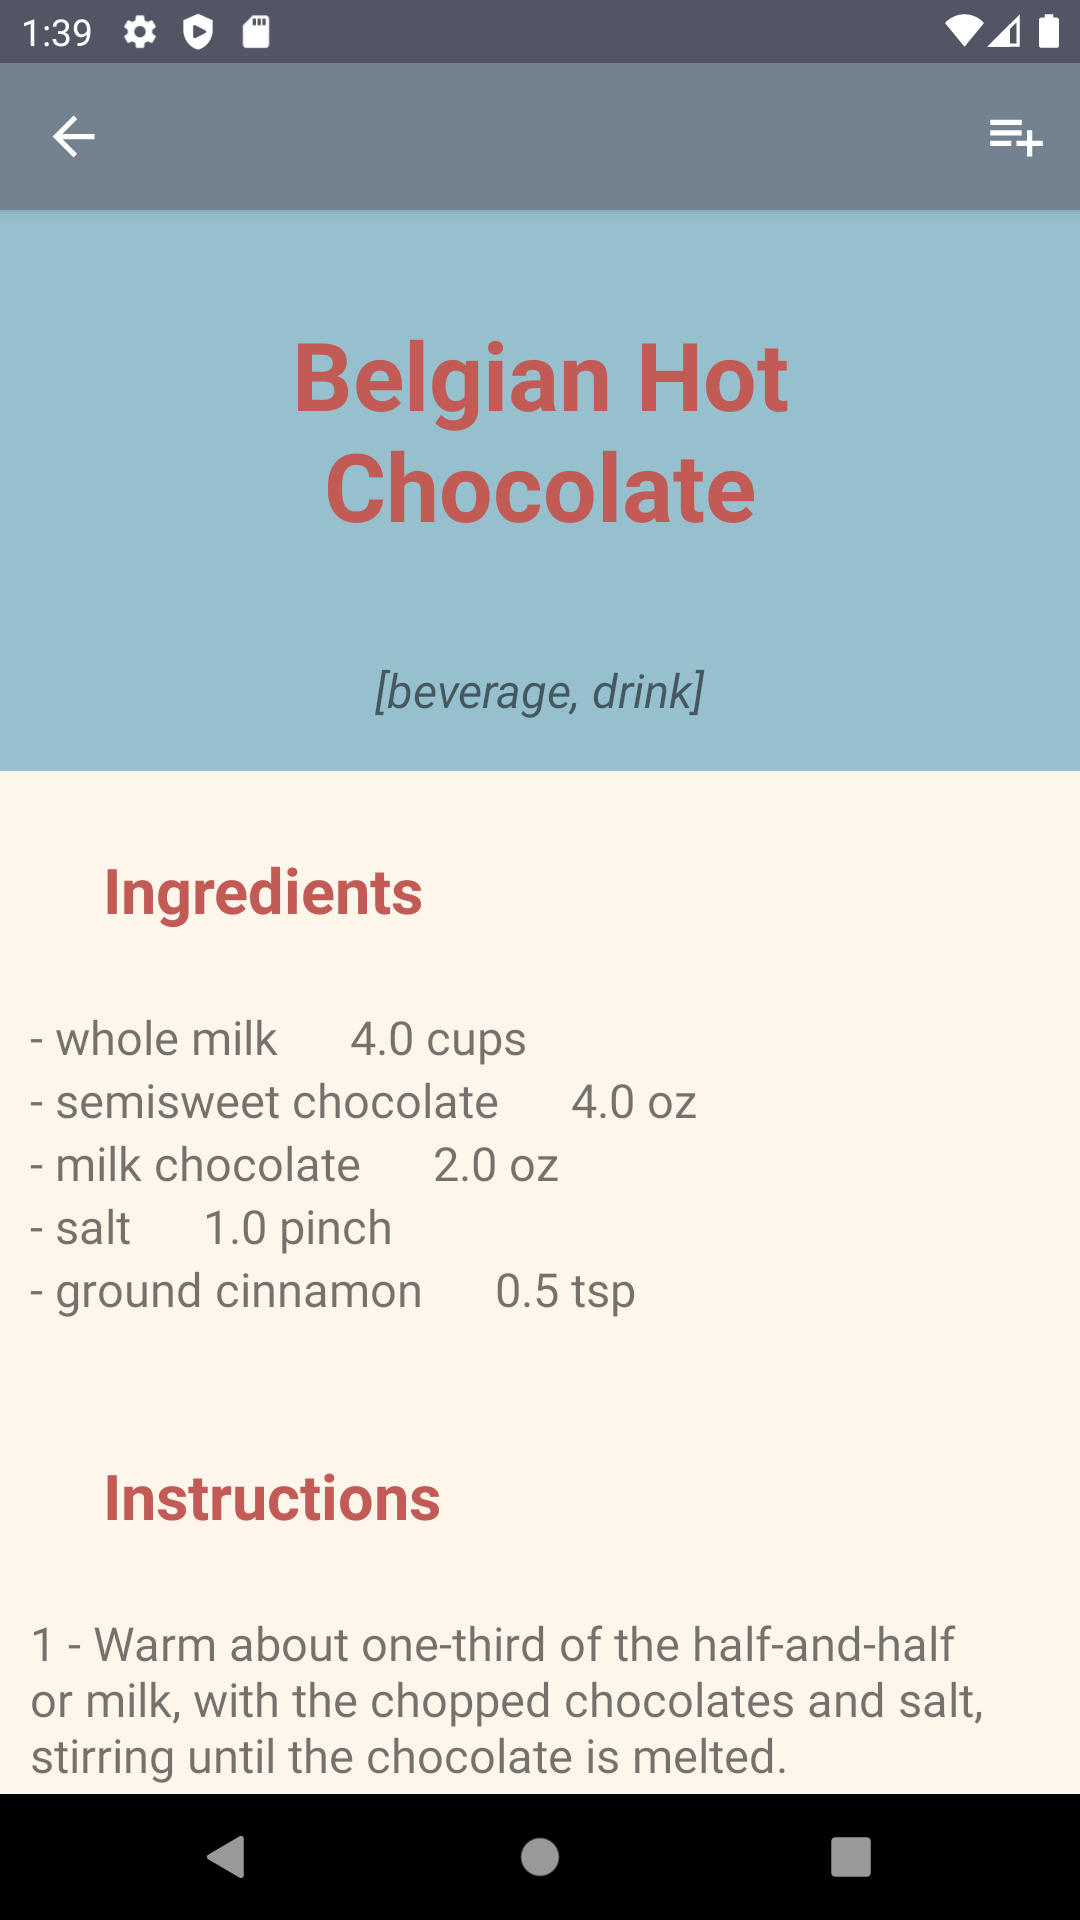 1:39
Belgian Hot
Chocolate
[beverage, drink]
Ingredients
- whole milk 4.0 cups
- semisweet chocolate 4.0 oz
- milk chocolate 2.0 oz
- salt 1.0 pinch
- ground cinnamon 0.5 tsp
Instructions
1 - Warm about one-third of the half-and-half
or milk, with the chopped chocolates and salt,
stirring until the chocolate is melted.